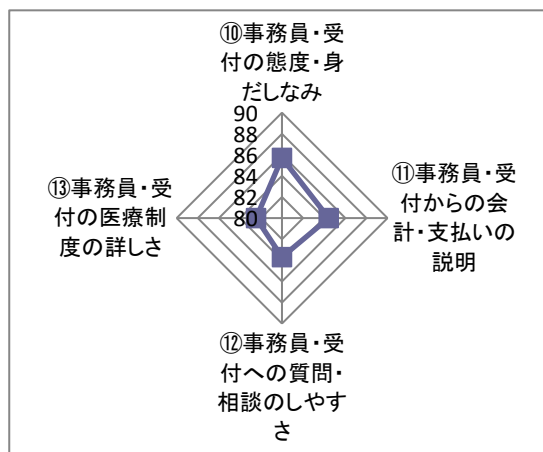 ⑩事務員・受
付の態度・身
だしなみ
90
88
86
84
82
80
⑪事務員・受
付からの会
計・支払いの
説明
⑫事務員・受
付への質問・
相談のしやす
さ
⑬事務員・受
付の医療制
度の詳しさ